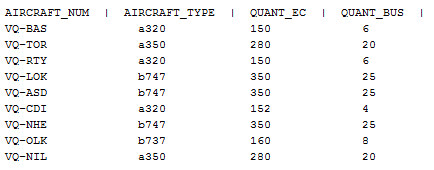 AIRCRAFT_NUM | AIRCRAFT_TYPE | QUANT_EC | QUANT_BUS |
VQ-BAS a320 150 6
VQ-TOR a350 280 20
VQ-RTY a320 150 6
VQ-LOK b747 350 25
VQ-ASD b747 350 25
VQ-CDI a320 152 4
VQ-NHE b747 350 25
VQ-OLK b737 160 8
VQ-NIL a350 280 20